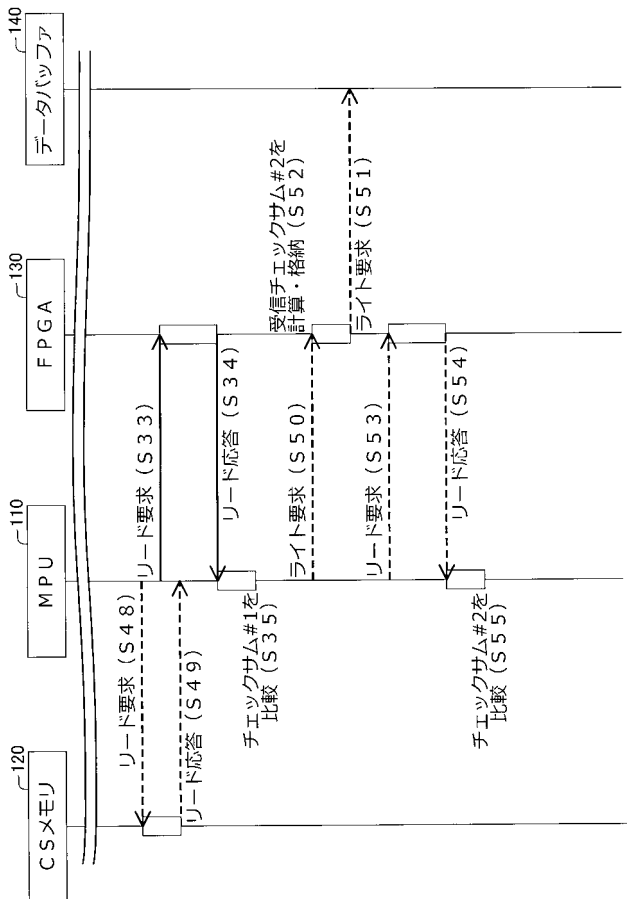 120
CSメモリ
110
MPU
130
FPGA
140
データバッファ
リード要求(S48)
リード要求(S33)
リード応答(S49)
リード応答(S34)
チェックサム#1を
比較(S35)
ライト要求(S50)
受信チェックサム#2を
計算・格納(S52)
ライト要求(S51)
リード要求(S53)
リード応答(S54)
チェックサム#2を
比較(S55)